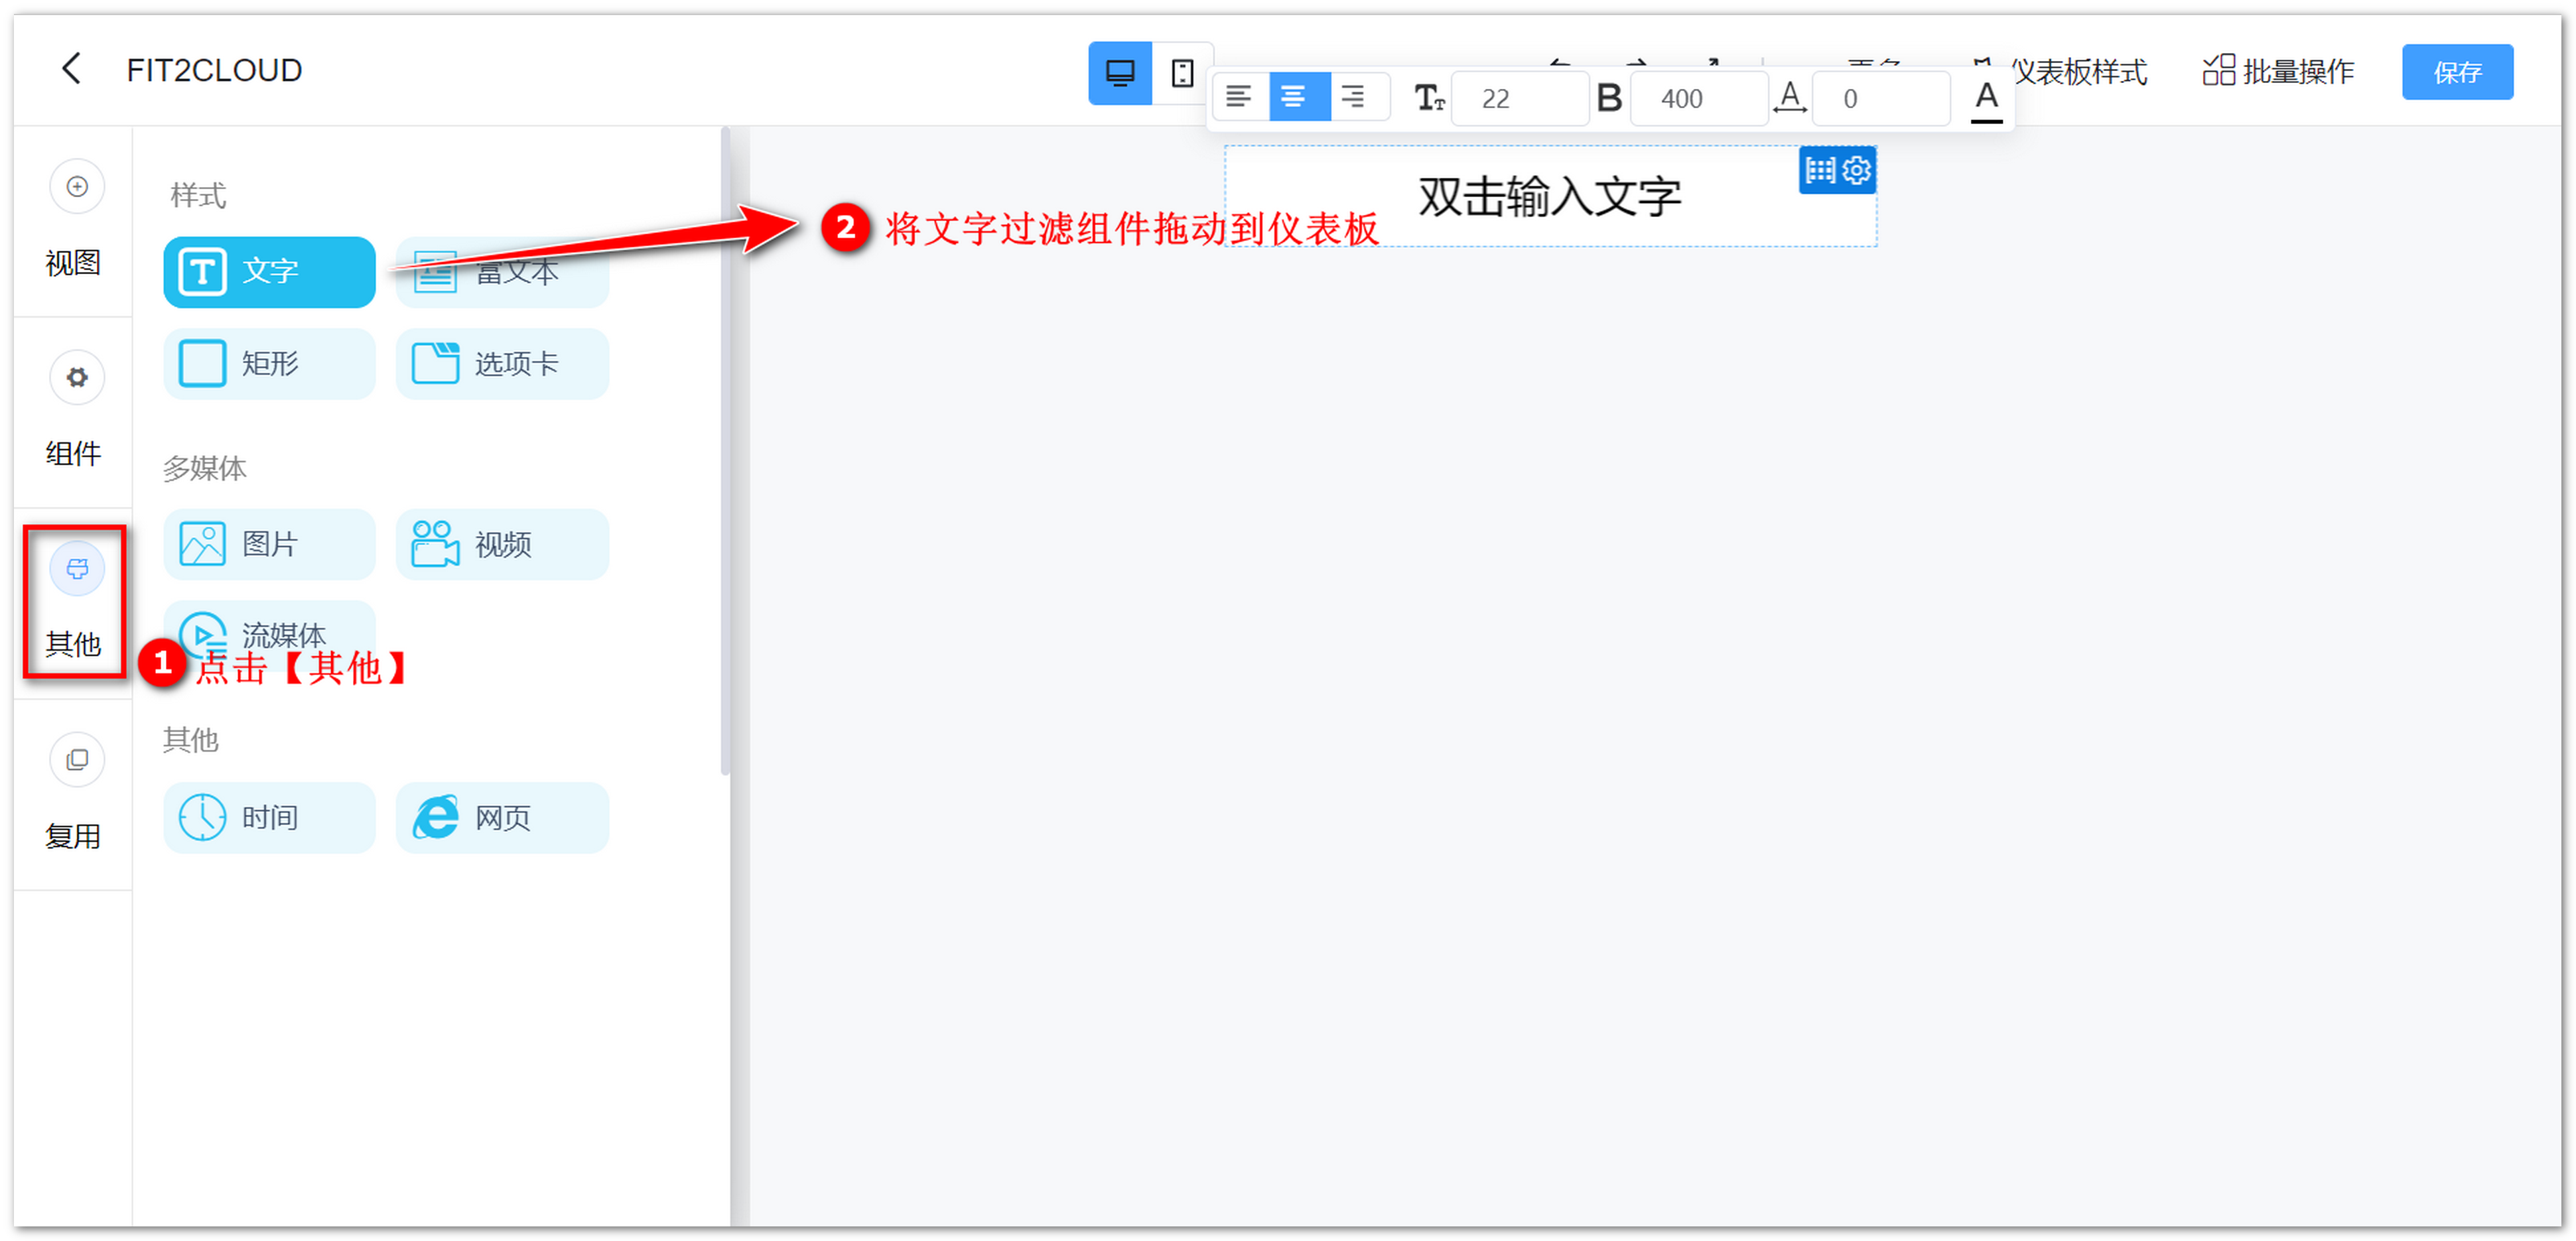 FIT2CLOUD
仪表板样式
批量操作
保存
22
B
400
A
0
A
视图
组件
其他
复用
样式
文字
富文本
矩形
选项卡
多媒体
图片
视频
流媒体
其他
时间
网页
双击输入文字
2 将文字过滤组件拖动到仪表板
1 点击【其他】